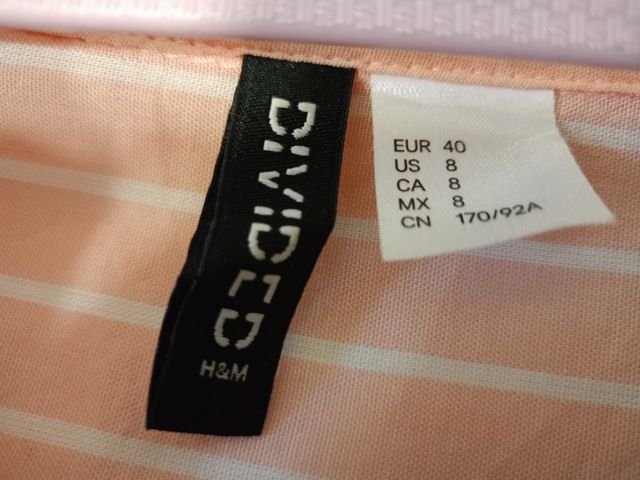 DIVIDED
H&M
EUR 40
US 8
CA 8
MX 8
CN 170/92A